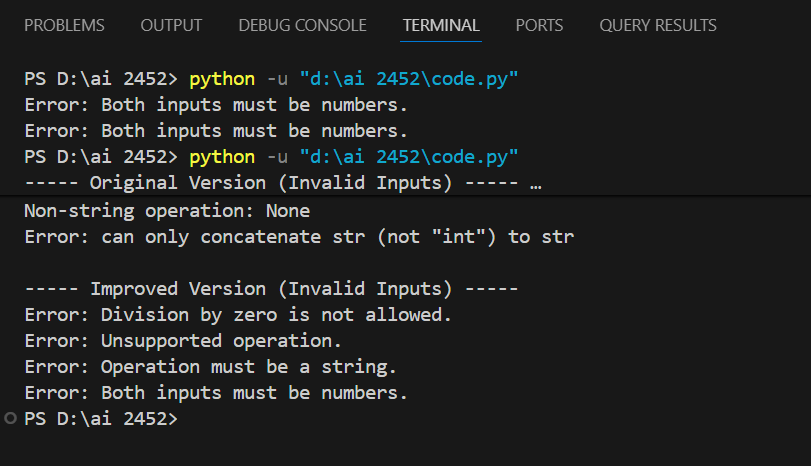 PROBLEMS OUTPUT DEBUG CONSOLE TERMINAL PORTS QUERY RESULTS
PS D:\ai 2452> python -u "d:\ai 2452\code.py"
Error: Both inputs must be numbers.
Error: Both inputs must be numbers.
PS D:\ai 2452> python -u "d:\ai 2452\code.py"
----- Original Version (Invalid Inputs) ----- …
Non-string operation: None
Error: can only concatenate str (not "int") to str
----- Improved Version (Invalid Inputs) -----
Error: Division by zero is not allowed.
Error: Unsupported operation.
Error: Operation must be a string.
Error: Both inputs must be numbers.
PS D:\ai 2452>